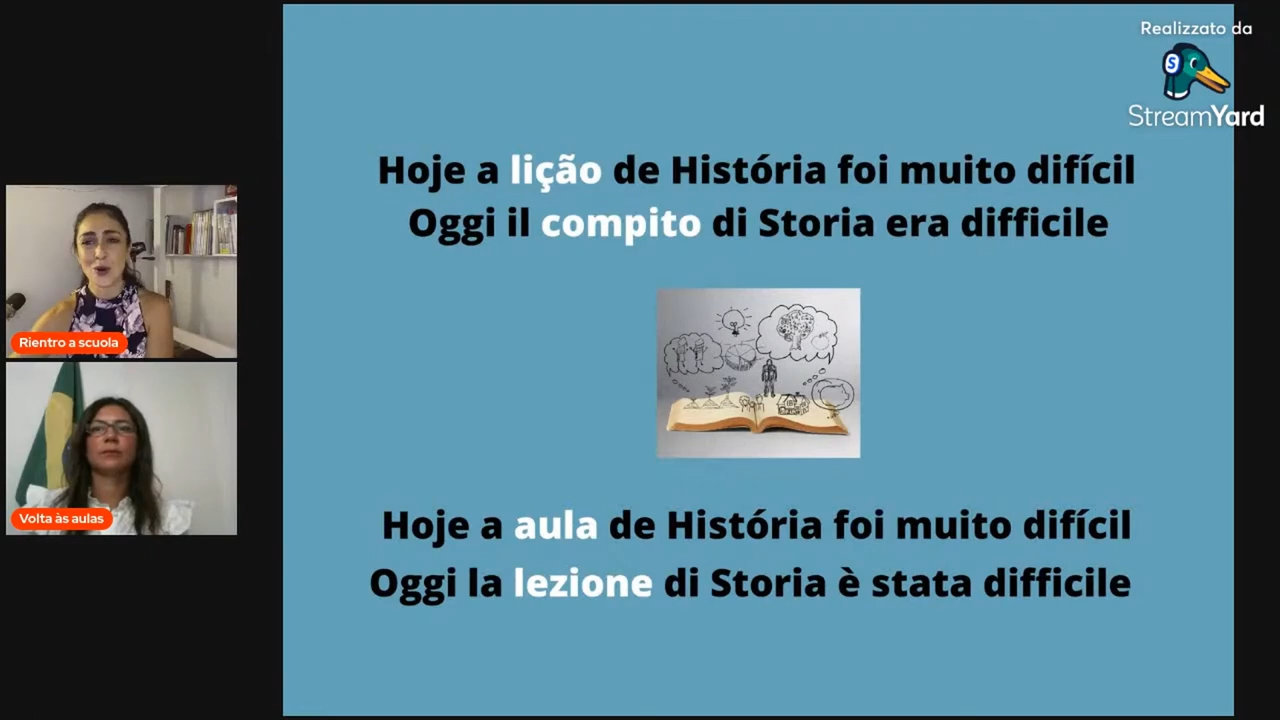 Realizzato da
StreamYard
Hoje a lição de História foi muito difícil
Oggi il compito di Storia era difficile
Rientro a scuola
Volta às aulas
Hoje a aula de História foi muito difícil
Oggi la lezione di Storia è stata difficile